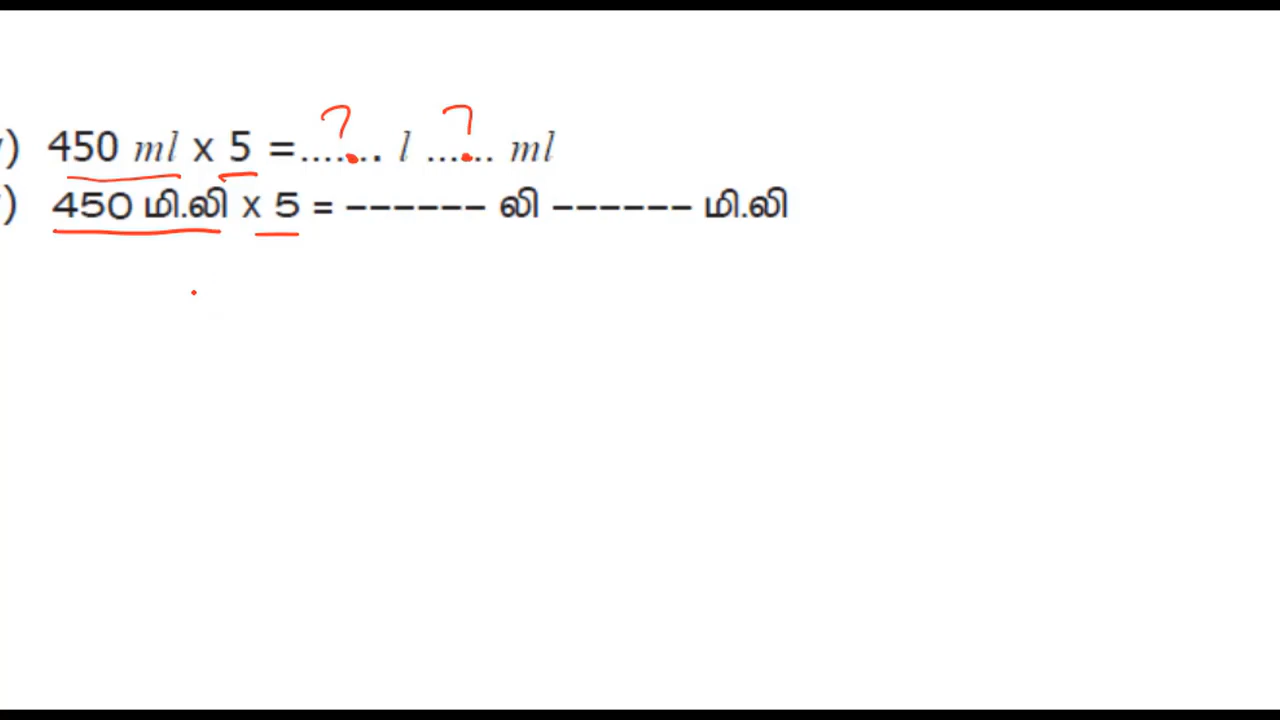 ) 450 ml x 5 =....... l ...... ml
) 450 மி.லி x 5 = ------ லி ------ மி.லி
? ?